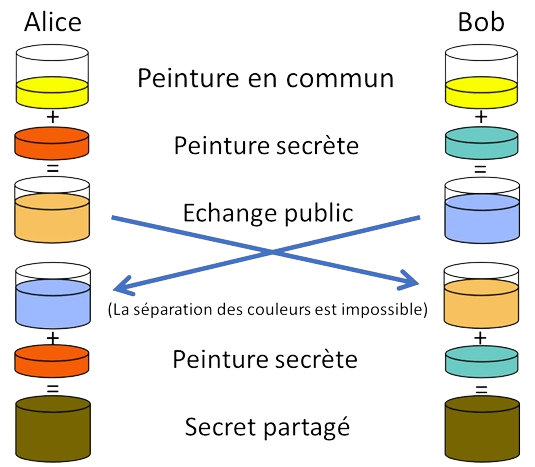 Alice
Bob
Peinture en commun
+
+
Peinture secrète
=
=
Echange public
(La séparation des couleurs est impossible)
+
+
Peinture secrète
=
=
Secret partagé